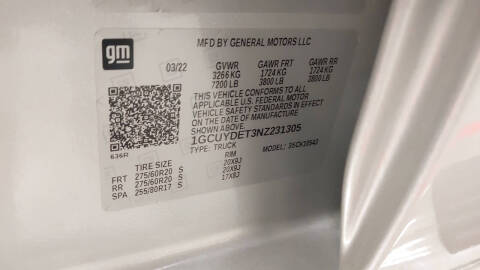 gm
MFD BY GENERAL MOTORS LLC
03/22 GVWR GAWR FRT GAWR RR
3266 KG 1724 KG 1724 KG
7200 LB 3800 LB 3800 LB
THIS VEHICLE CONFORMS TO ALL
APPLICABLE U.S. FEDERAL MOTOR
VEHICLE SAFETY STANDARDS IN EFFECT
ON THE DATE OF MANUFACTURE SHOWN
ABOVE.
1GCUYDET3NZ231305
636R TYPE: TRUCK MODEL: 3SCK10543
TIRE SIZE RIM
FRT 275/60R20 S 20X9J
RR 275/60R20 S 20X9J
SPA 255/80R17 S 17X8J